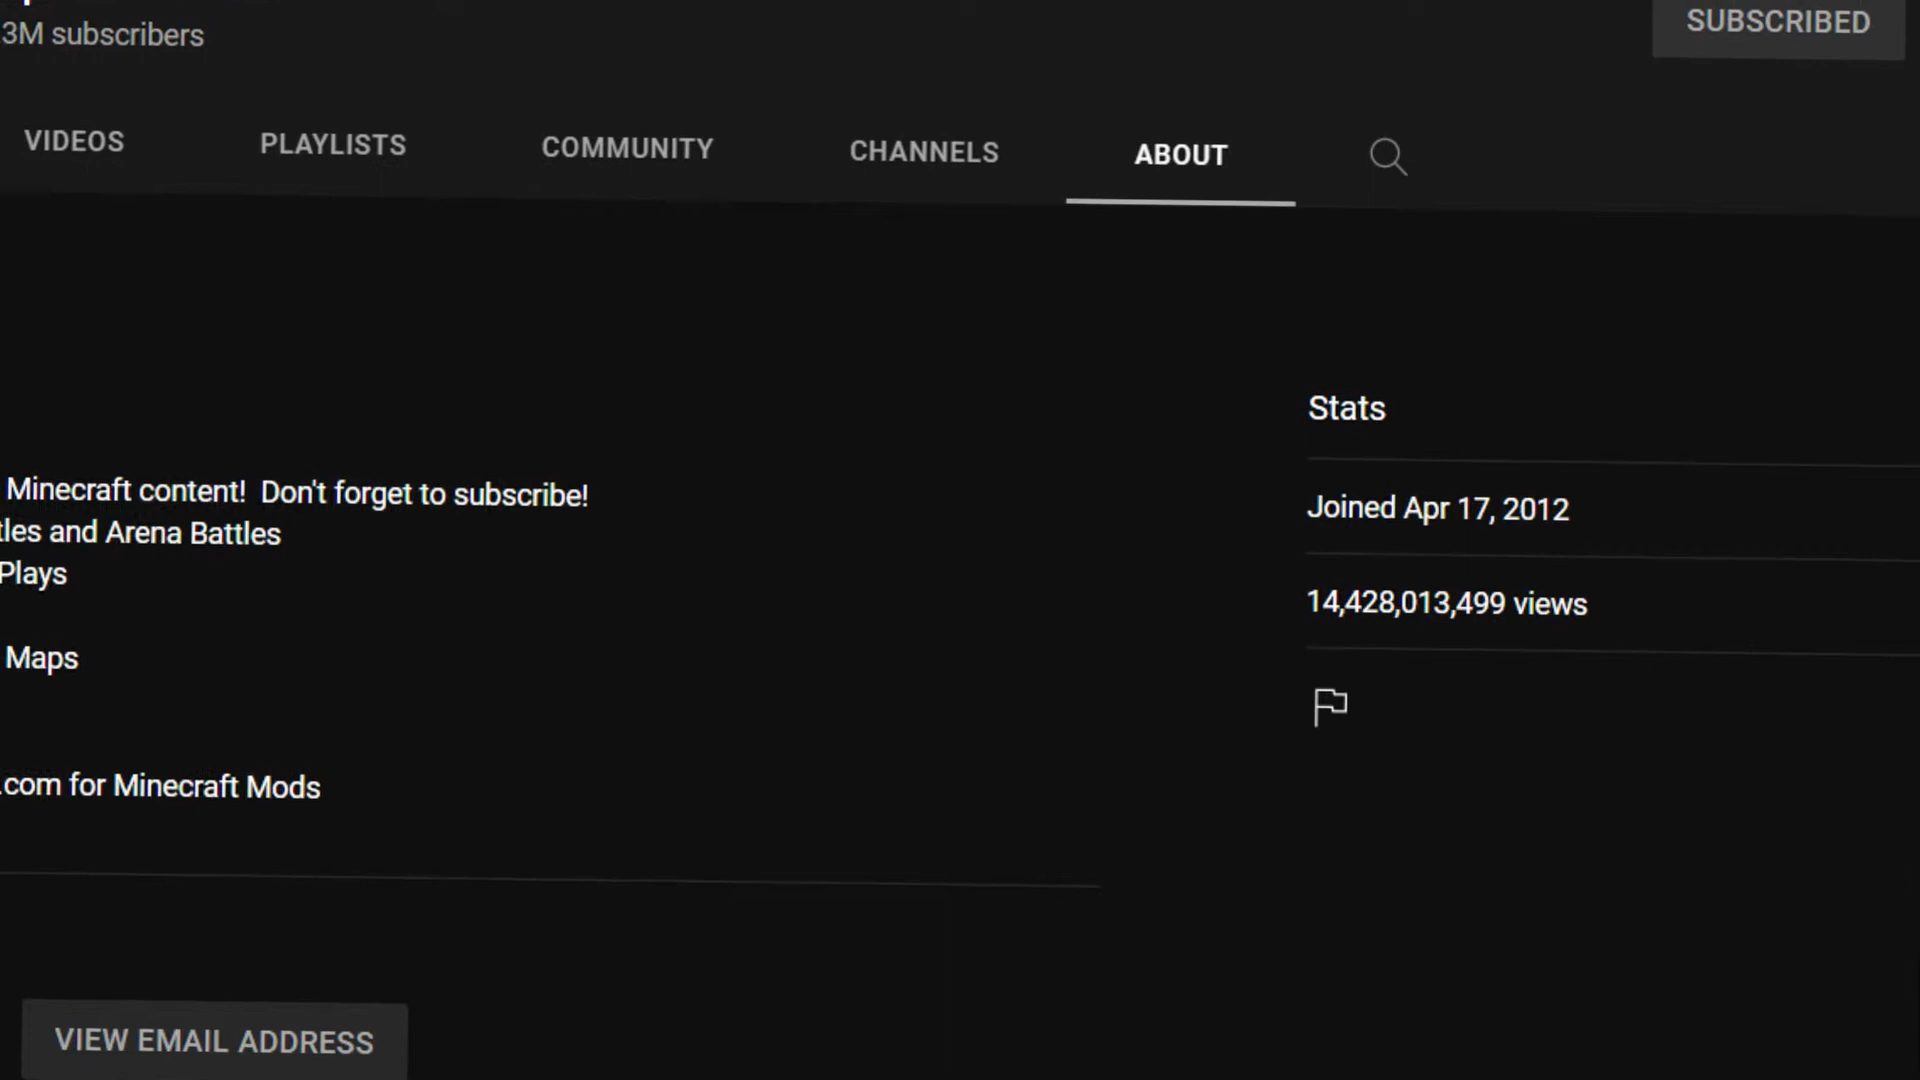 3M subscribers
SUBSCRIBED
VIDEOS PLAYLISTS COMMUNITY CHANNELS ABOUT
Stats
Minecraft content!  Don't forget to subscribe!
Joined Apr 17, 2012
tles and Arena Battles
Plays
14,428,013,499 views
Maps
.com for Minecraft Mods
VIEW EMAIL ADDRESS